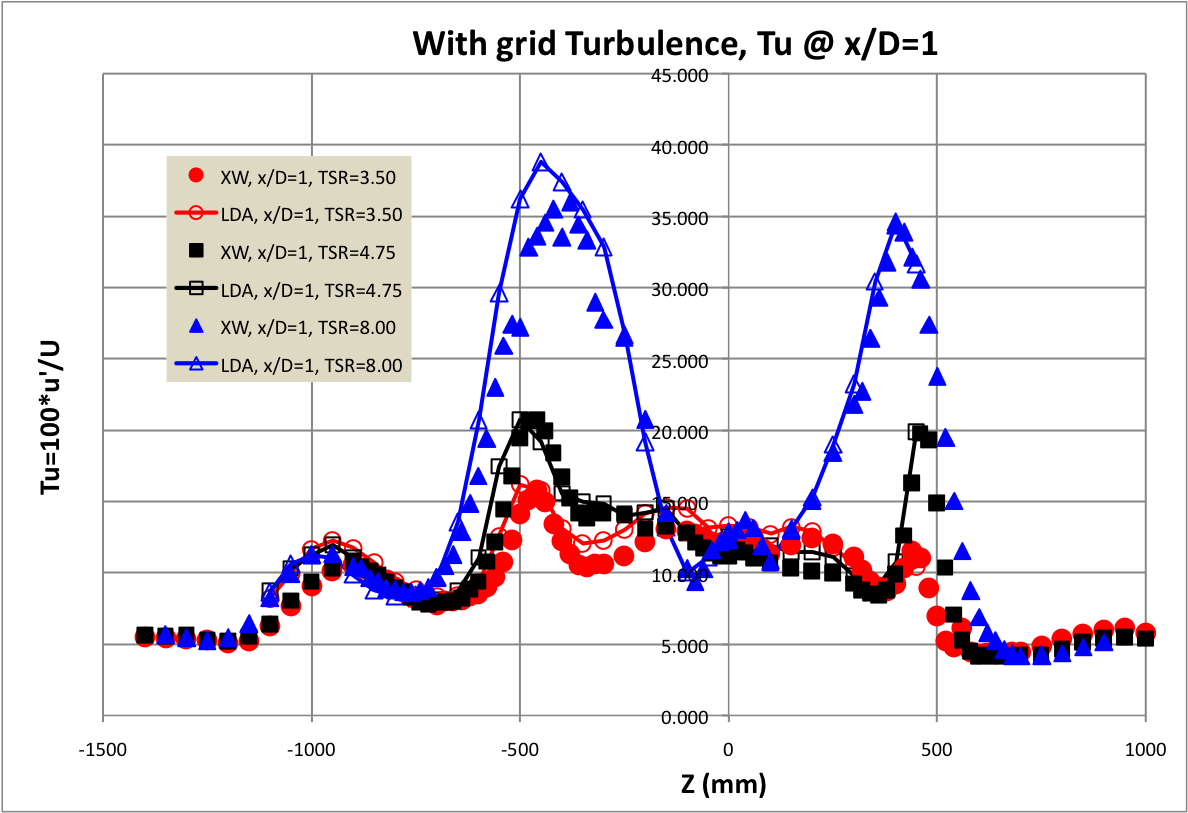 With grid Turbulence, Tu @ x/D=1
45.000
40.000
35.000
30.000
25.000
20.000
15.000
10.000
5.000
0.000
XW, x/D=1, TSR=3.50
LDA, x/D=1, TSR=3.50
XW, x/D=1, TSR=4.75
LDA, x/D=1, TSR=4.75
XW, x/D=1, TSR=8.00
LDA, x/D=1, TSR=8.00
Tu=100*u'/U
-1500 -1000 -500 0 500 1000
Z (mm)